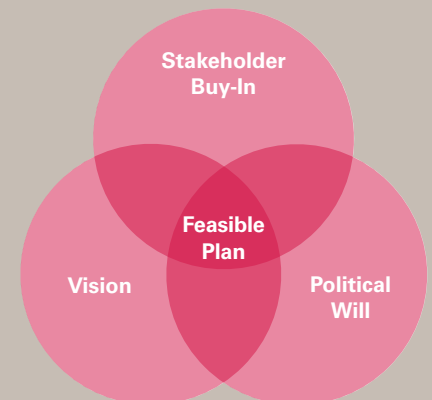 Stakeholder
Buy-In
Feasible
Plan
Vision
Political
Will